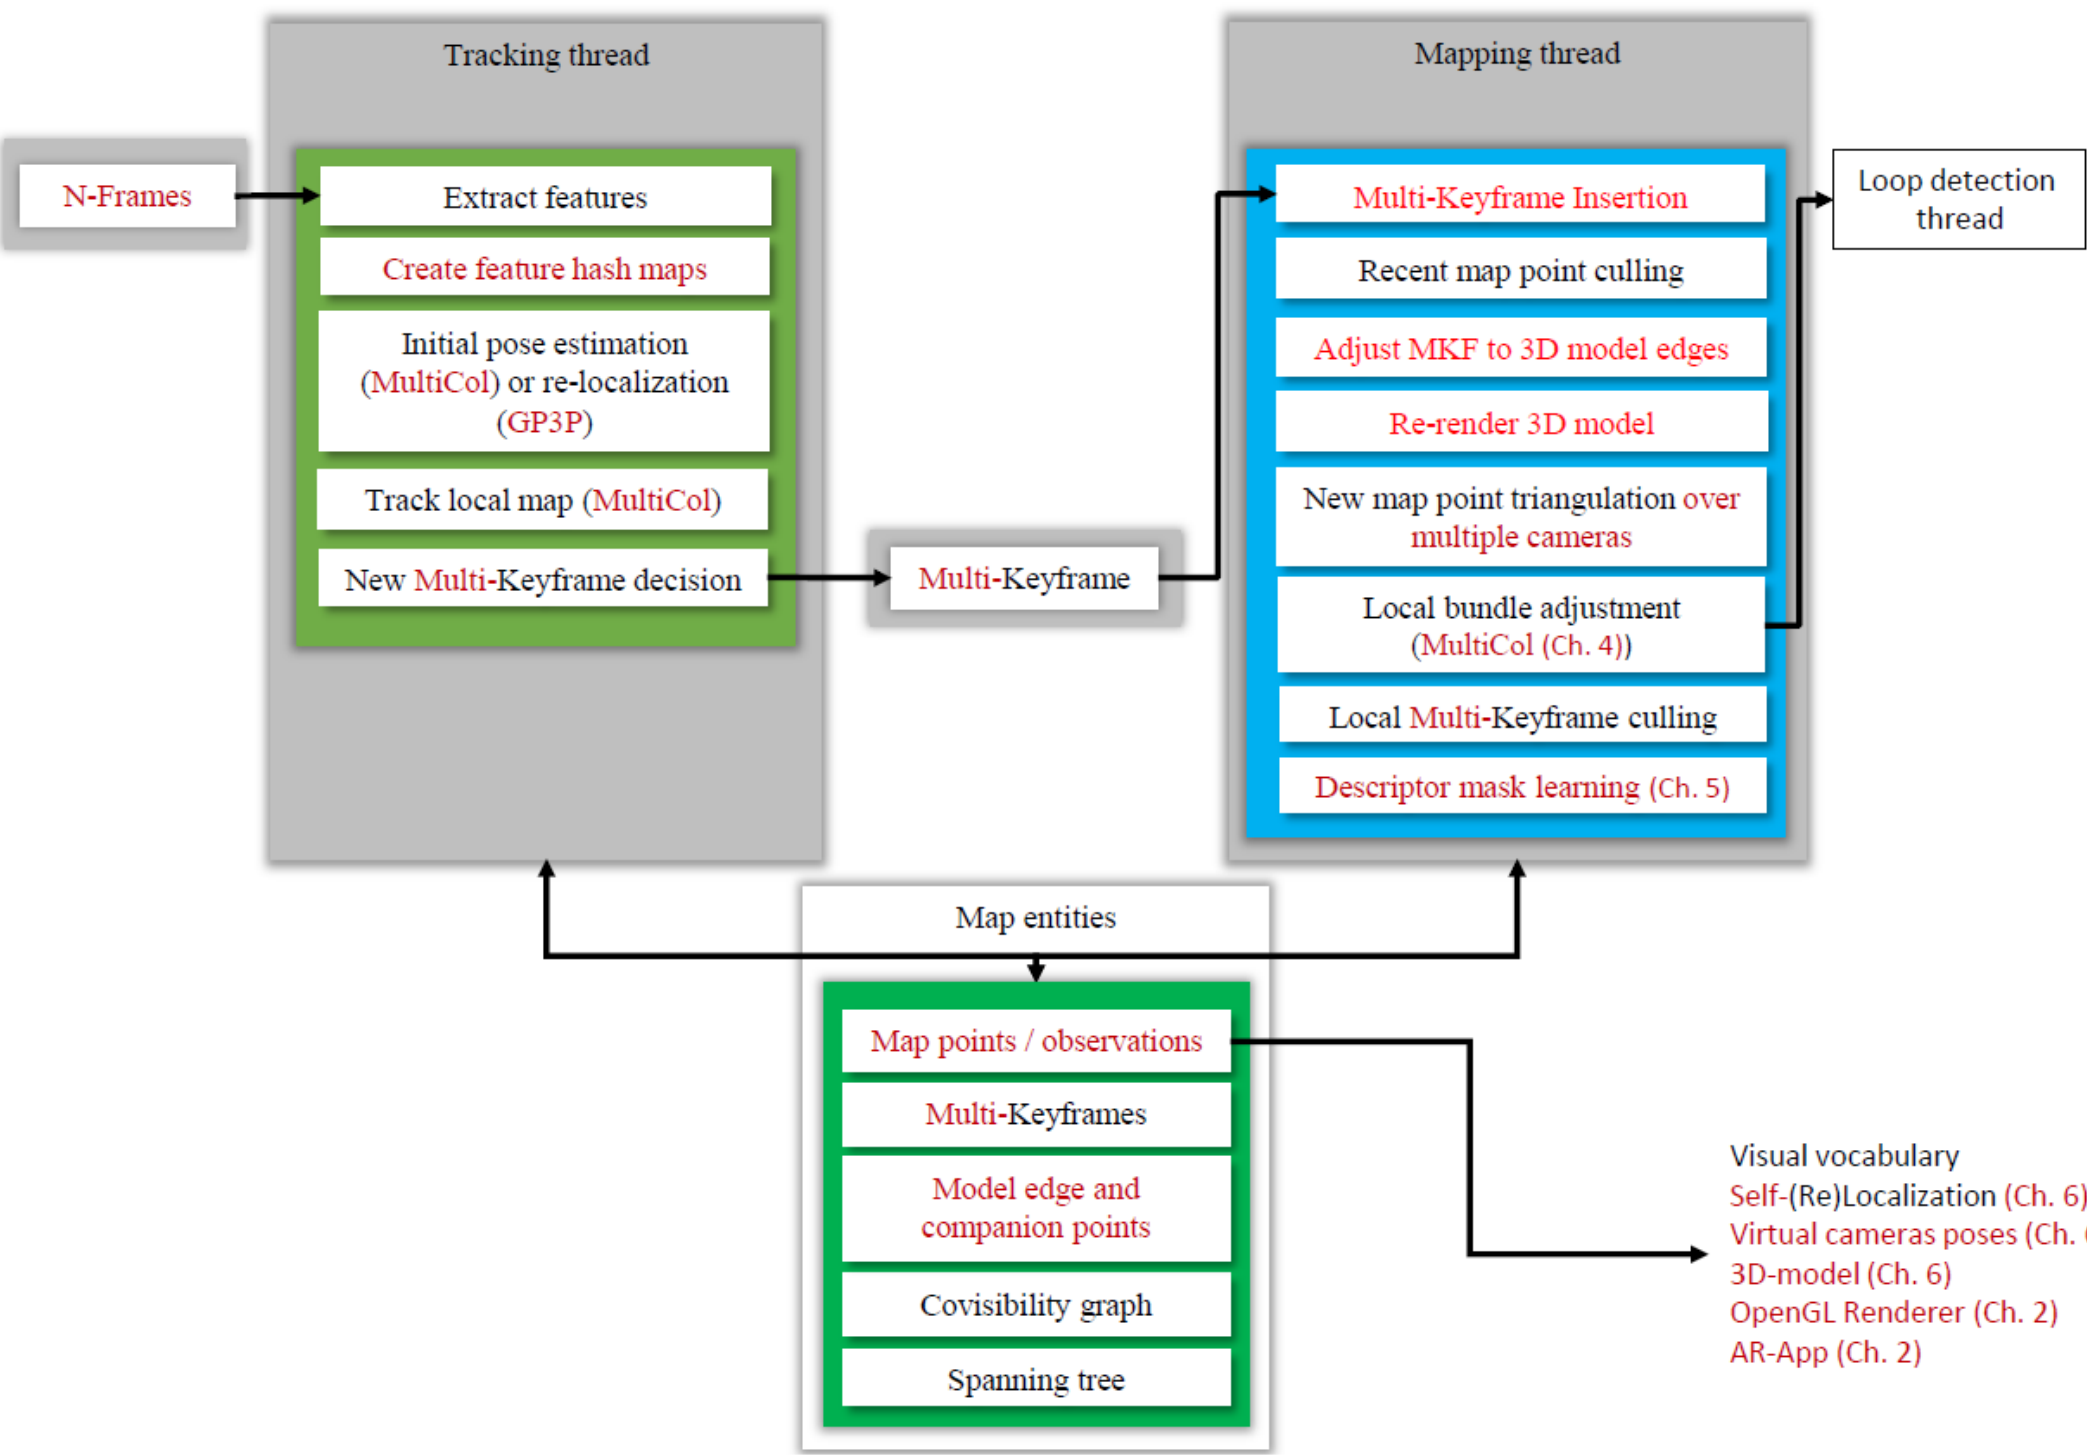 Tracking thread
N-Frames
Extract features
Create feature hash maps
Initial pose estimation
(MultiCol) or re-localization
(GP3P)
Track local map (MultiCol)
New Multi-Keyframe decision
Multi-Keyframe
Mapping thread
Multi-Keyframe Insertion
Recent map point culling
Adjust MKF to 3D model edges
Re-render 3D model
New map point triangulation over
multiple cameras
Local bundle adjustment
(MultiCol (Ch. 4))
Local Multi-Keyframe culling
Descriptor mask learning (Ch. 5)
Loop detection
thread
Map entities
Map points / observations
Multi-Keyframes
Model edge and
companion points
Covisibility graph
Spanning tree
Visual vocabulary
Self-(Re)Localization (Ch. 6)
Virtual cameras poses (Ch.
3D-model (Ch. 6)
OpenGL Renderer (Ch. 2)
AR-App (Ch. 2)